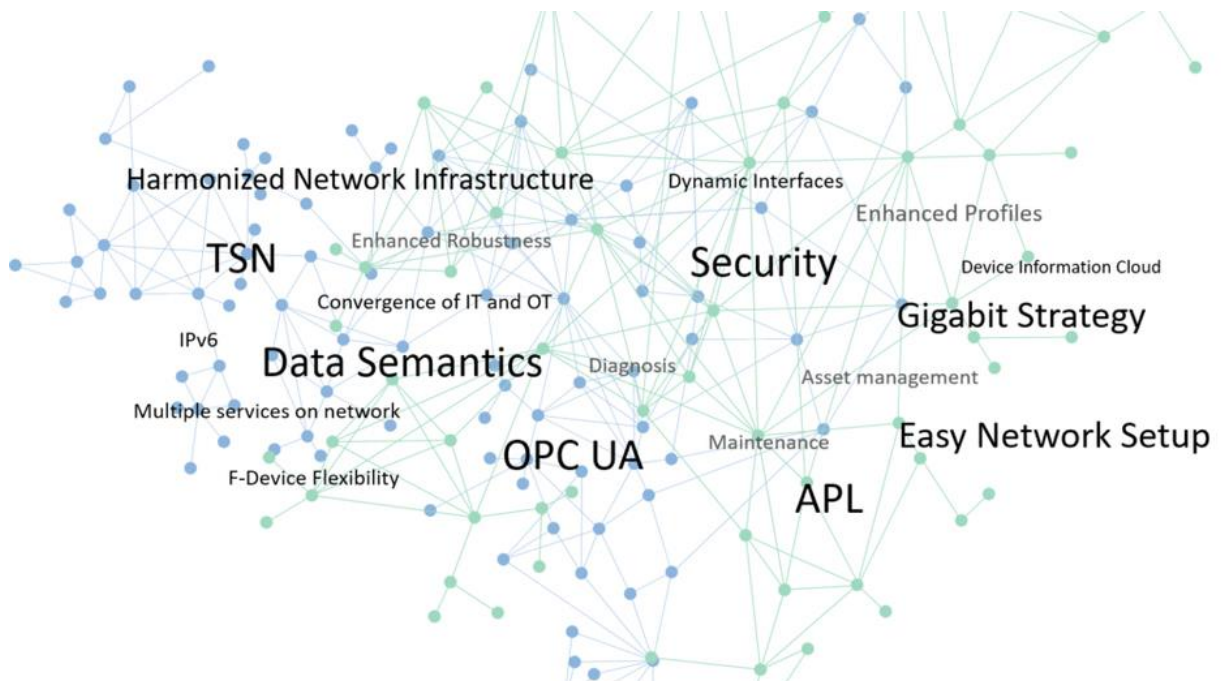 Harmonized Network Infrastructure
Dynamic Interfaces
Enhanced Profiles
Enhanced Robustness
TSN
Security
Device Information Cloud
Convergence of IT and OT
Gigabit Strategy
IPv6
Data Semantics
Diagnosis
Asset management
Multiple services on network
Easy Network Setup
Maintenance
OPC UA
F-Device Flexibility
APL